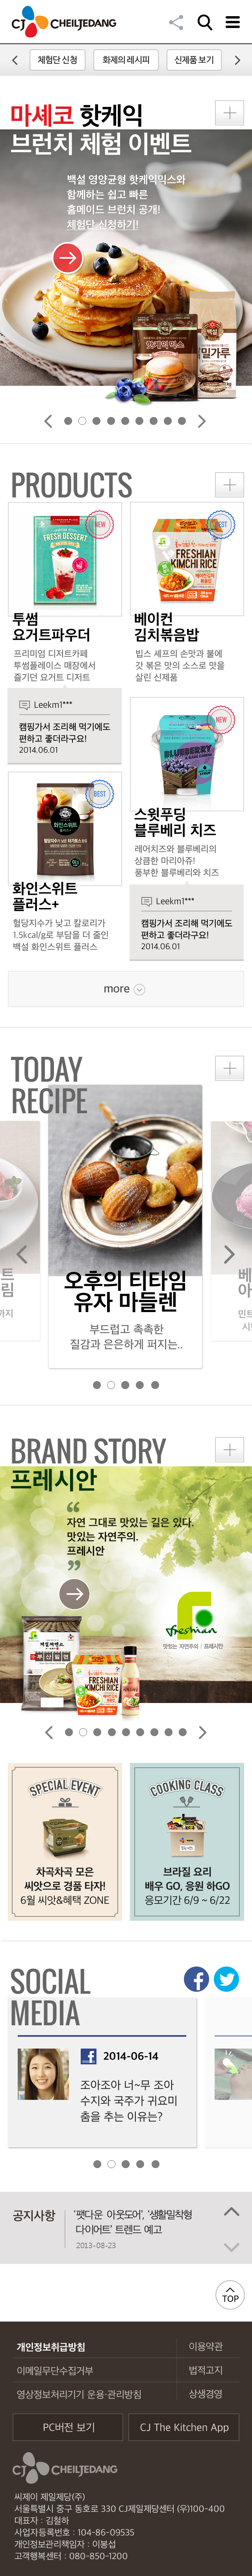 CJ CHEILJEDANG
체험단 신청
화제의 레시피
신제품 보기
마셰코 핫케익
브런치 체험 이벤트
백설 영양균형 핫케익믹스와
함께하는 쉽고 빠른
홈메이드 브런치 공개!
체험단 신청하기!
백설
밀가루
PRODUCTS
NEW
FRESH DESSERT
투썸
요거트파우더
프리미엄 디저트카페
투썸플레이스 매장에서
즐기던 요거트 디저트
Leekm1***
캠핑가서 조리해 먹기에도
편하고 좋더라구요!
2014.06.01
BEST
FRESHIAN
KIMCHI RICE
베이컨
김치볶음밥
빕스 셰프의 손맛과 불에
갓 볶은 맛의 소스로 맛을
살린 신제품
BEST
화인스위트
플러스+
혈당지수가 낮고 칼로리가
1.5kcal/g로 부담을 더 줄인
백설 화인스위트 플러스
NEW
BLUEBERRY
스윗푸딩
블루베리 치즈
레어치즈와 블루베리의
상큼한 마리아쥬!
풍부한 블루베리와 치즈
Leekm1***
캠핑가서 조리해 먹기에도
편하고 좋더라구요!
2014.06.01
more
TODAY
RECIPE
오후의 티타임
유자 마들렌
부드럽고 촉촉한
질감과 은은하게 퍼지는..
트
림
까지
베
아
민트
시
BRAND STORY
프레시안
자연 그대로 맛있는 길은 있다.
맛있는 자연주의.
프레시안
freshian
맛있는 자연주의 : 프레시안
부산밀면
FRESHIAN
KIMCHI RICE
SPECIAL EVENT
차곡차곡 모은
씨앗으로 경품 타자!
6월 씨앗&혜택 ZONE
COOKING CLASS
브라질 요리
배우 GO, 응원 하GO
응모기간 6/9 ~ 6/22
SOCIAL
MEDIA
2014-06-14
조아조아 너~무 조아
수지와 국주가 귀요미
춤을 추는 이유는?
공지사항
'팻다운 아웃도어', '생활밀착형
다이어트' 트렌드 예고
2013-08-23
TOP
개인정보취급방침
이용약관
이메일무단수집거부
법적고지
영상정보처리기기 운용·관리방침
상생경영
PC버전 보기
CJ The Kitchen App
CJ CHEILJEDANG
씨제이 제일제당(주)
서울특별시 중구 동호로 330 CJ제일제당센터 (우)100-400
대표자 : 김철하
사업자등록번호 : 104-86-09535
개인정보관리책임자 : 이봉섭
고객행복센터 : 080-850-1200